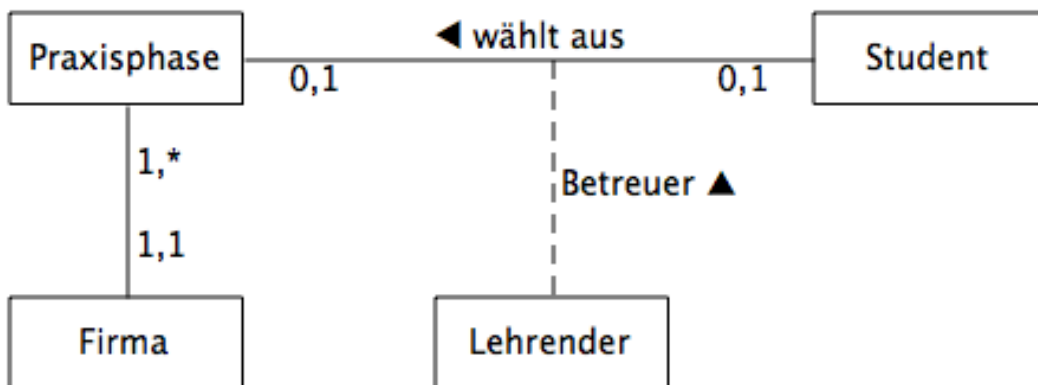 ◀ wählt aus
Praxisphase
Student
0,1
0,1
1,*
Betreuer ▲
1,1
Firma
Lehrender